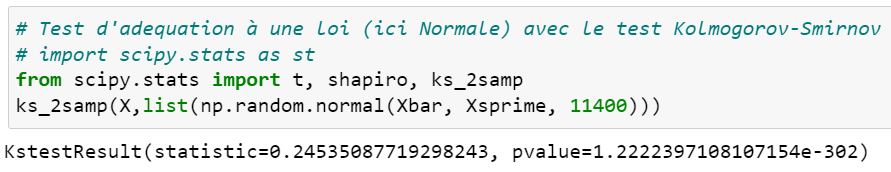 # Test d'adequation à une loi (ici Normale) avec le test Kolmogorov-Smirnov
# import scipy.stats as st
from scipy.stats import t, shapiro, ks_2samp
ks_2samp(X,list(np.random.normal(Xbar, Xsprime, 11400)))
KstestResult(statistic=0.24535087719298243, pvalue=1.2222397108107154e-302)